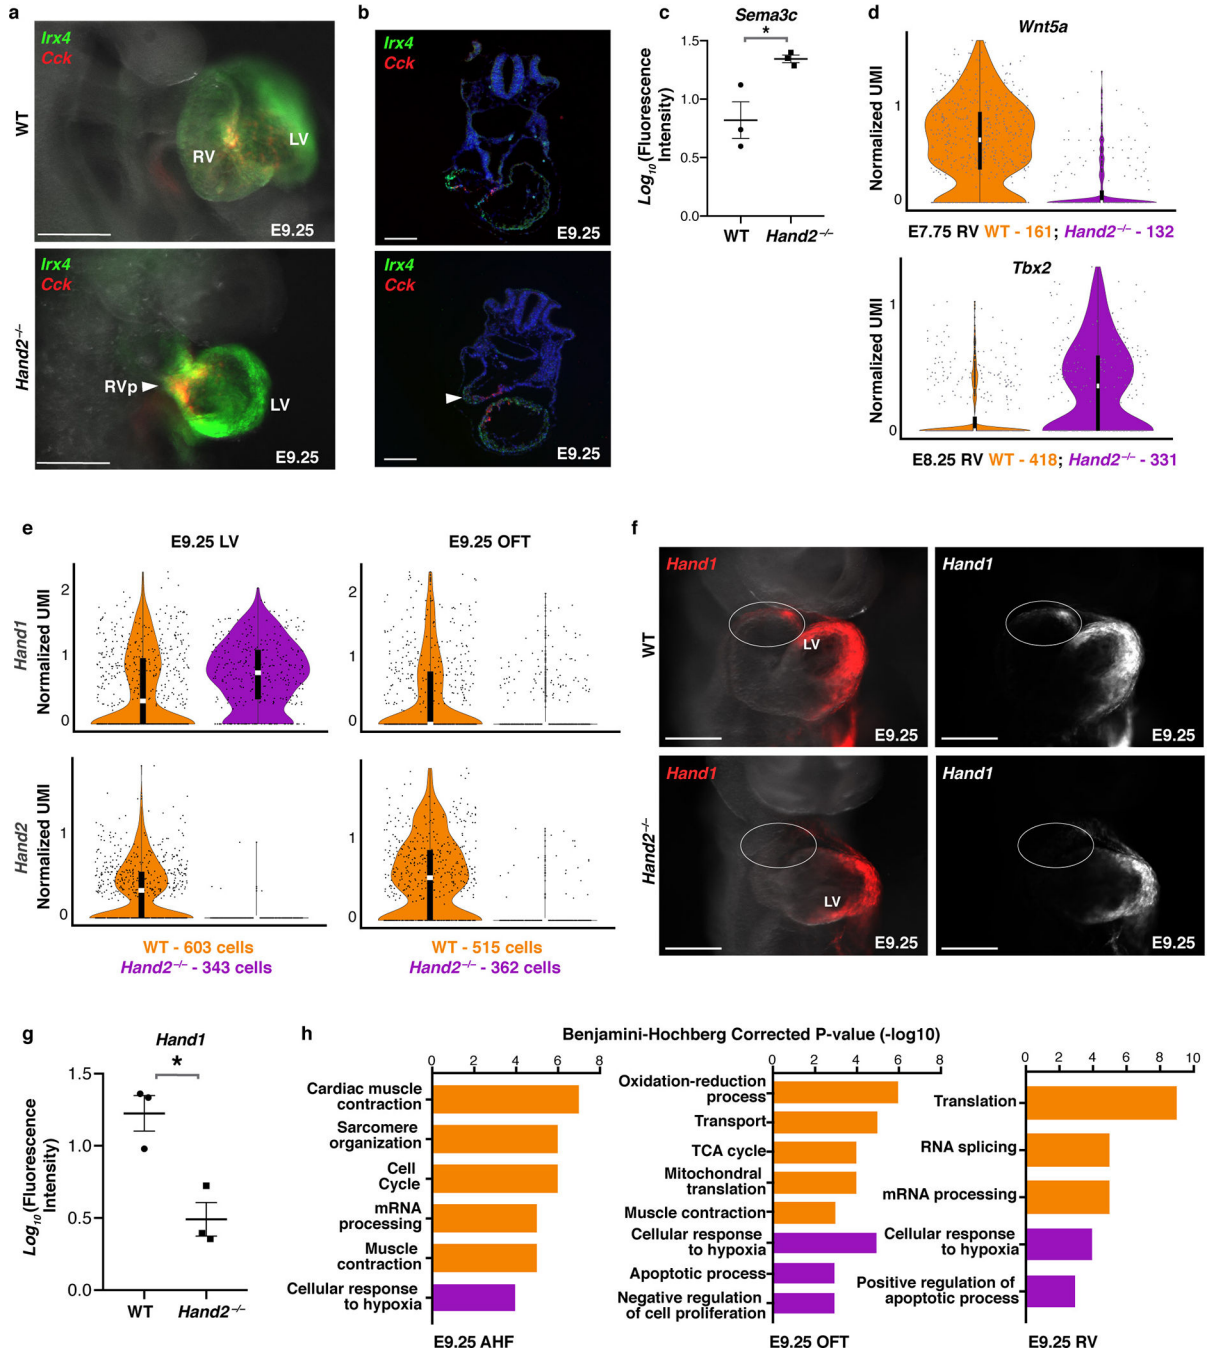 a
WT
Irx4
Cck
RV
LV
E9.25
Hand2–/–
Irx4
Cck
RVp
LV
E9.25
b
Irx4
Cck
E9.25
Irx4
Cck
E9.25
c
Sema3c
*
Log10(Fluorescence
Intensity)
1.5
1.0
0.5
0.0
WT
Hand2–/–
d
Wnt5a
Normalized UMI
1
0
E7.75 RV WT - 161; Hand2–/– - 132
Tbx2
Normalized UMI
1
0
E8.25 RV WT - 418; Hand2–/– - 331
e
E9.25 LV
E9.25 OFT
Hand1
Normalized UMI
2
1
0
2
1
0
Hand2
Normalized UMI
1
0
1
0
WT - 603 cells
Hand2–/– - 343 cells
WT - 515 cells
Hand2–/– - 362 cells
f
WT
Hand1
LV
E9.25
Hand1
E9.25
Hand2–/–
Hand1
LV
E9.25
Hand1
E9.25
g
Hand1
*
Log10(Fluorescence
Intensity)
1.5
1.0
0.5
0.0
WT
Hand2–/–
h
Benjamini-Hochberg Corrected P-value (-log10)
0 2 4 6 8
Cardiac muscle
contraction
Sarcomere
organization
Cell
Cycle
mRNA
processing
Muscle
contraction
Cellular response
to hypoxia
E9.25 AHF
0 2 4 6 8
Oxidation-reduction
process
Transport
TCA cycle
Mitochondral
translation
Muscle contraction
Cellular response
to hypoxia
Apoptotic process
Negative regulation
of cell proliferation
E9.25 OFT
0 2 4 6 8 10
Translation
RNA splicing
mRNA processing
Cellular response
to hypoxia
Positive regulation of
apoptotic process
E9.25 RV